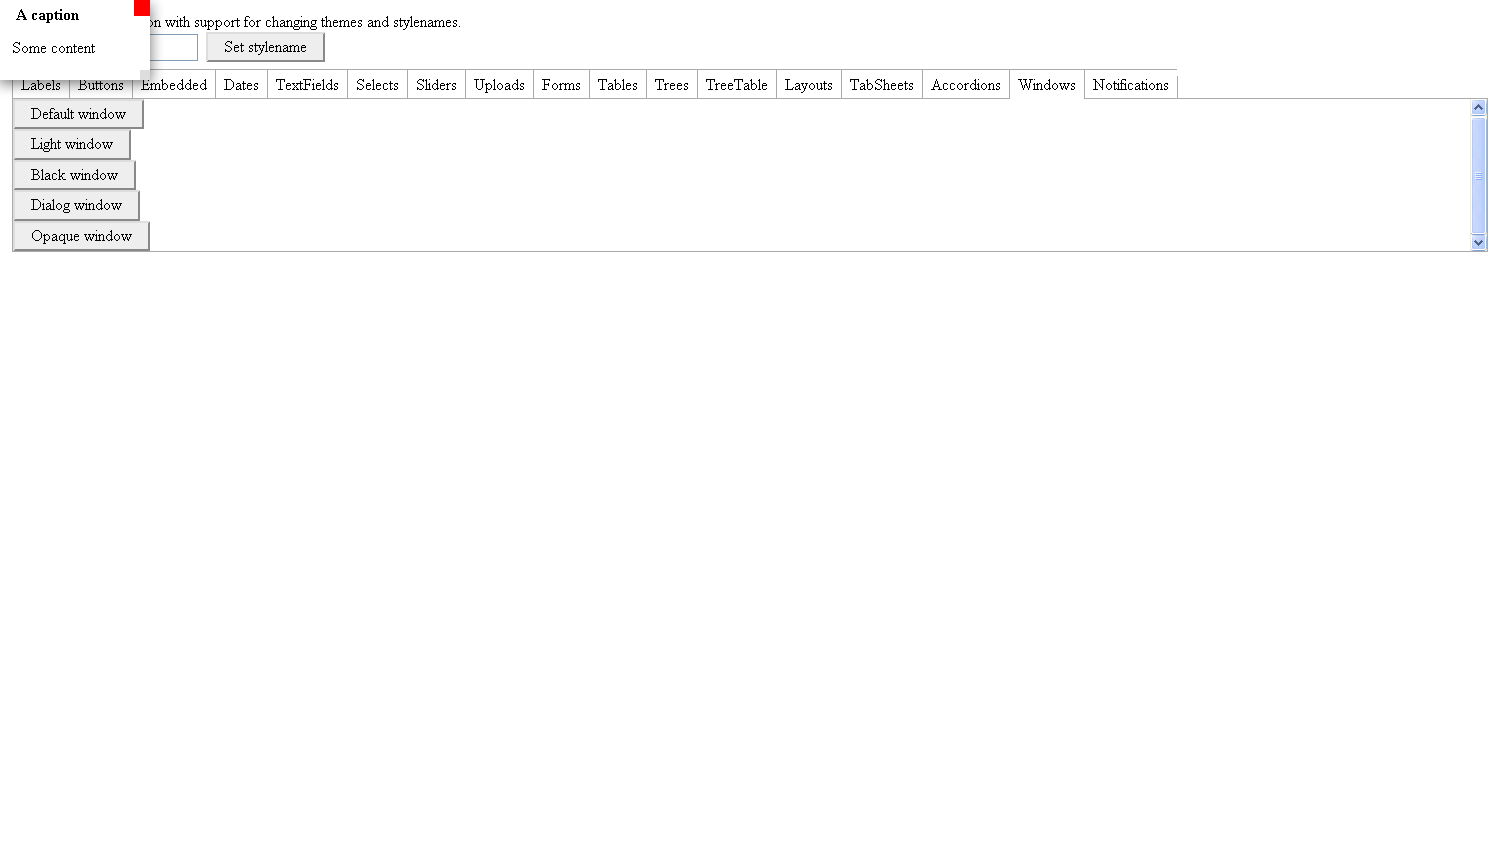 A caption
Some content
on with support for changing themes and stylenames.
Set stylename
Labels Buttons Embedded Dates TextFields Selects Sliders Uploads Forms Tables Trees TreeTable Layouts TabSheets Accordions Windows Notifications
Default window
Light window
Black window
Dialog window
Opaque window